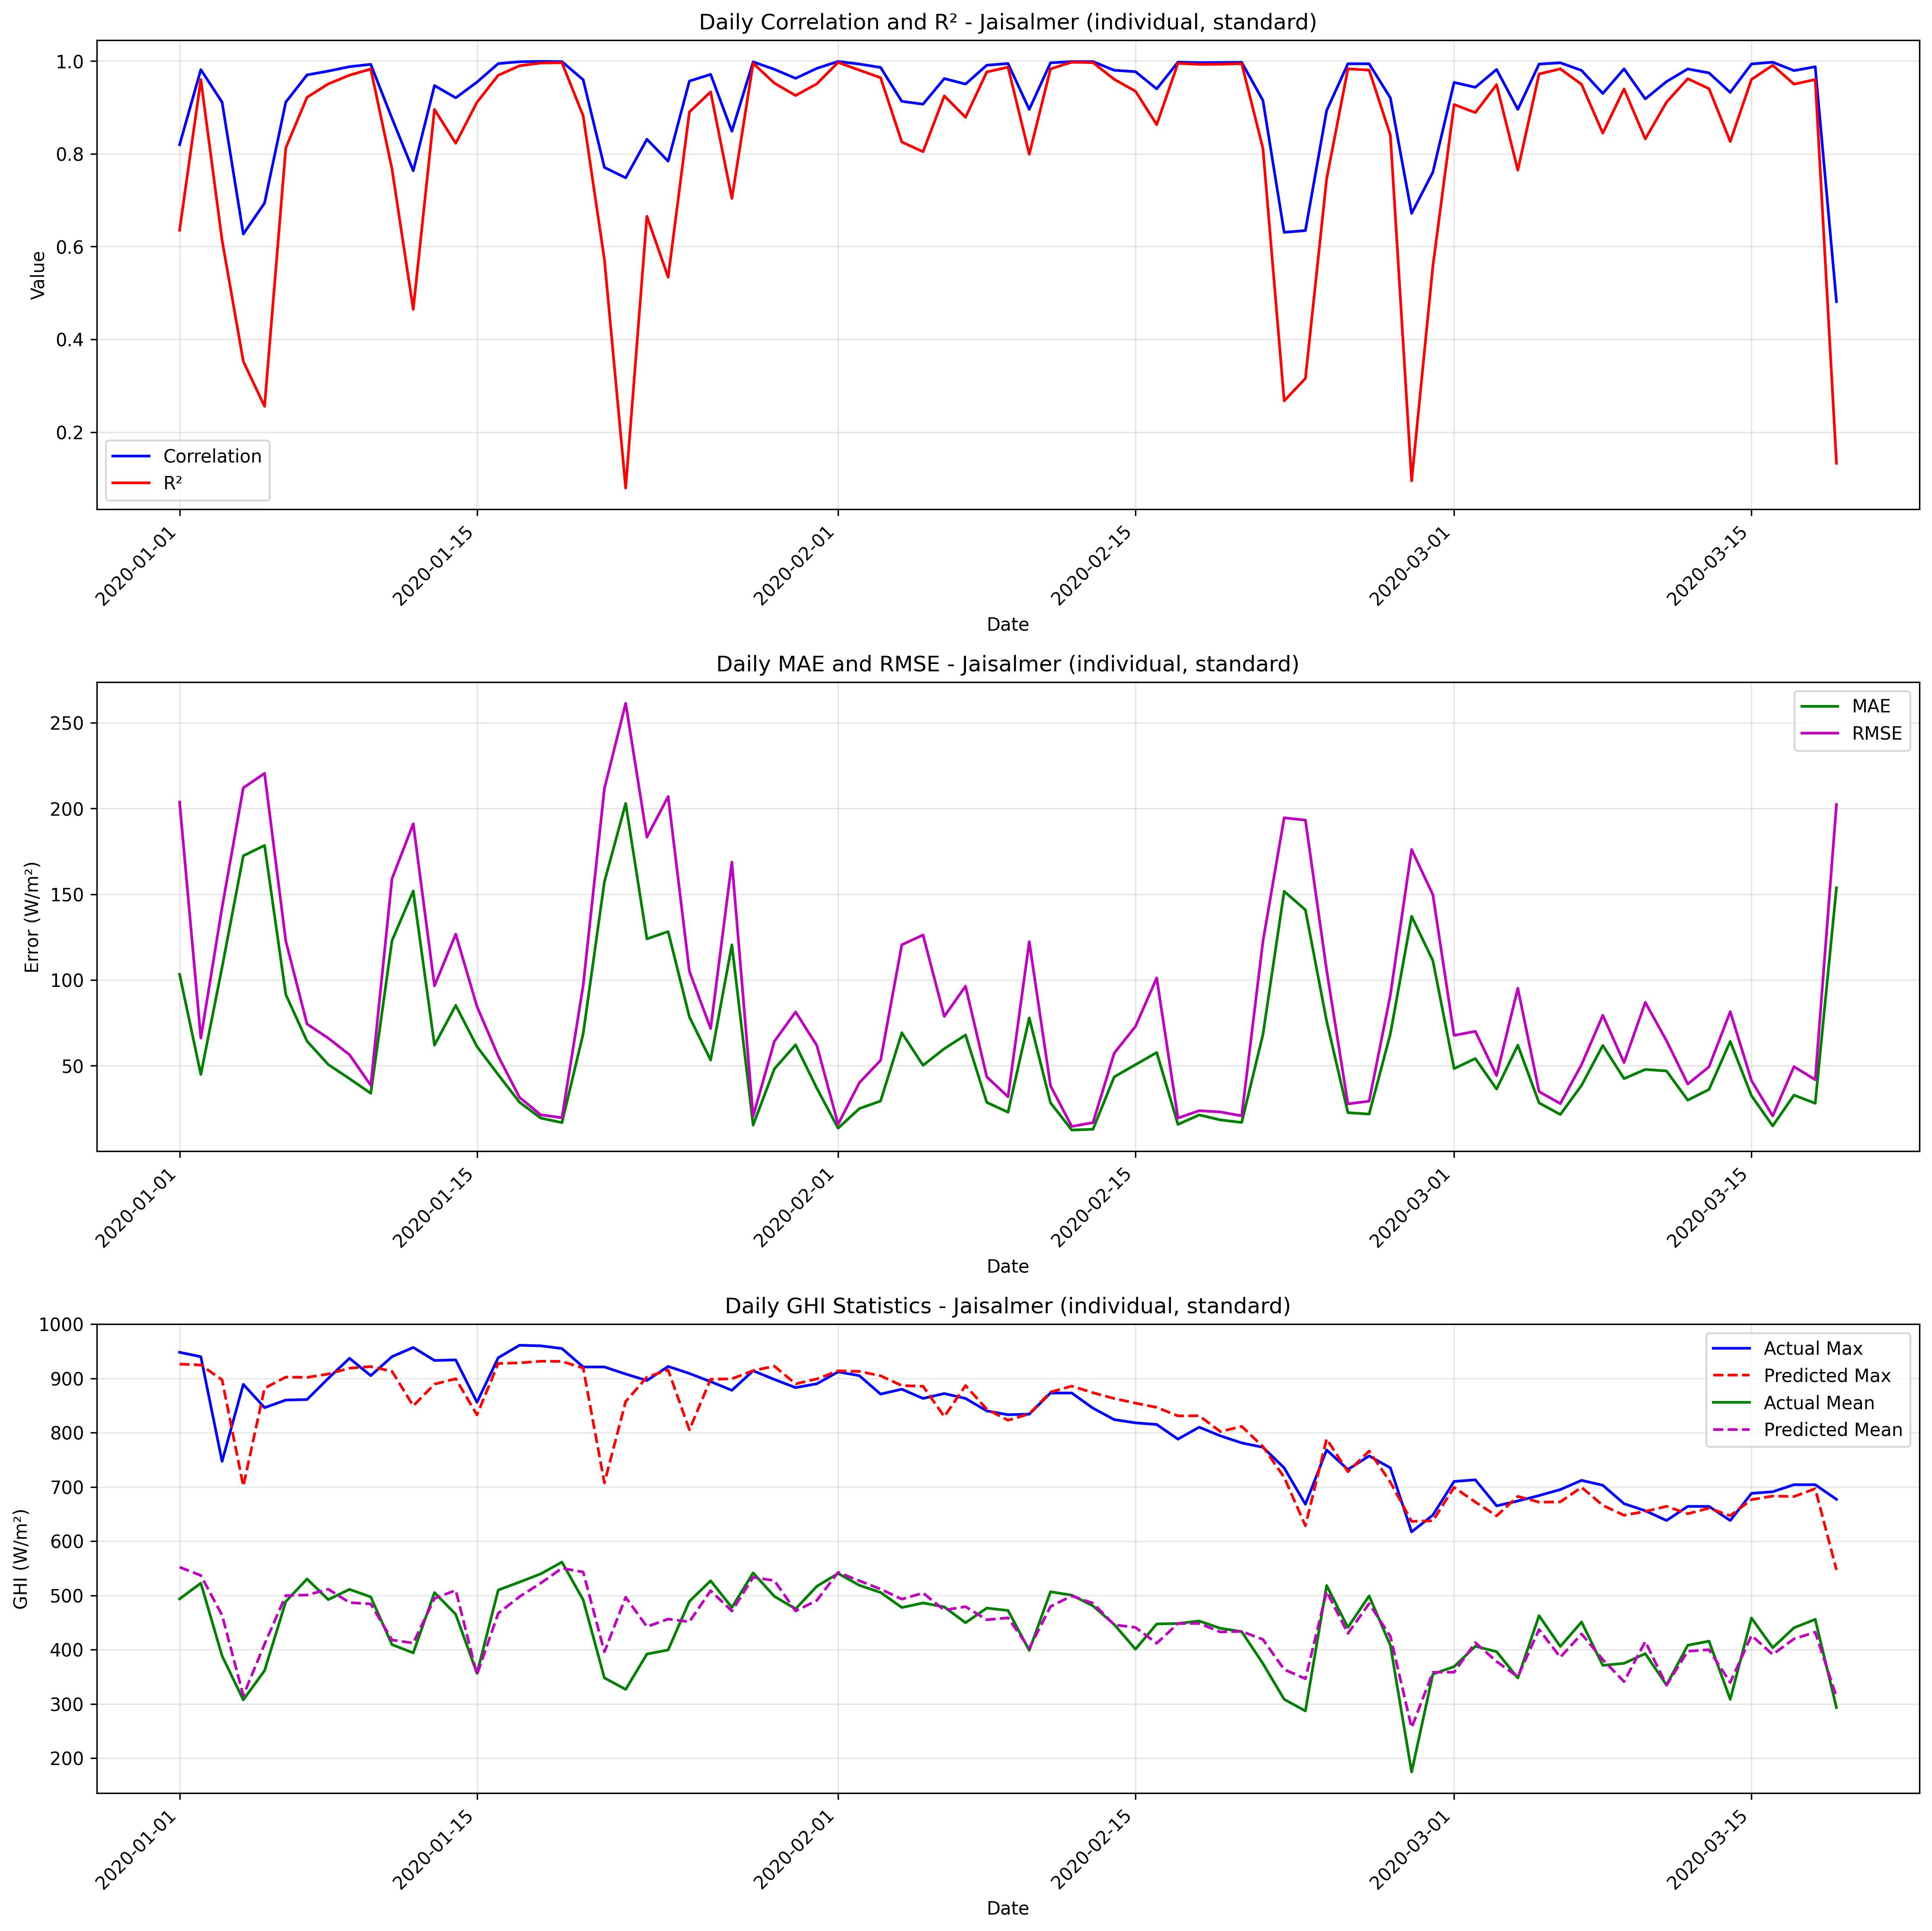 Daily Correlation and R² - Jaisalmer (individual, standard)
1.0
0.8
0.6
0.4
0.2
Value
Correlation
R²
2020-01-01
2020-01-15
2020-02-01
2020-02-15
2020-03-01
2020-03-15
Date
Daily MAE and RMSE - Jaisalmer (individual, standard)
250
200
150
100
50
Error (W/m²)
MAE
RMSE
2020-01-01
2020-01-15
2020-02-01
2020-02-15
2020-03-01
2020-03-15
Date
Daily GHI Statistics - Jaisalmer (individual, standard)
1000
900
800
700
600
500
400
300
200
GHI (W/m²)
Actual Max
Predicted Max
Actual Mean
Predicted Mean
2020-01-01
2020-01-15
2020-02-01
2020-02-15
2020-03-01
2020-03-15
Date